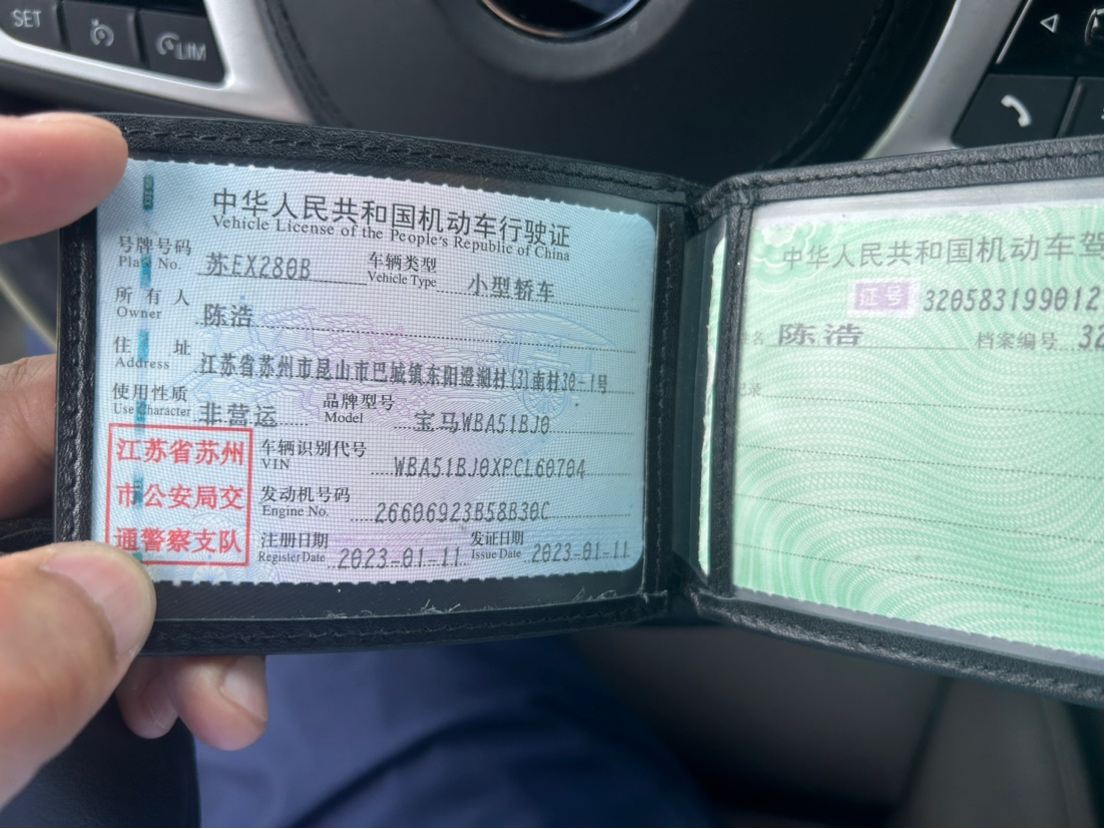 SET
LIM
中华人民共和国机动车行驶证
Vehicle License of the People's Republic of China
号牌号码 苏EX280B 车辆类型 小型轿车
Plate No. Vehicle Type
所有人 陈浩
Owner
住址 江苏省苏州市昆山市巴城镇东阳澄湖村(3)南村30-1号
Address
使用性质 非营运 品牌型号 宝马WBA51BJ0
Use Character Model
江苏省苏州
市公安局交
通警察支队
车辆识别代号 WBA51BJ0XPCL60704
VIN
发动机号码 26606923B58B30C
Engine No.
注册日期 2023-01-11 发证日期 2023-01-11
Register Date Issue Date
中华人民共和国机动车驾
证号 320583199012
姓名 陈浩 档案编号 32
记录